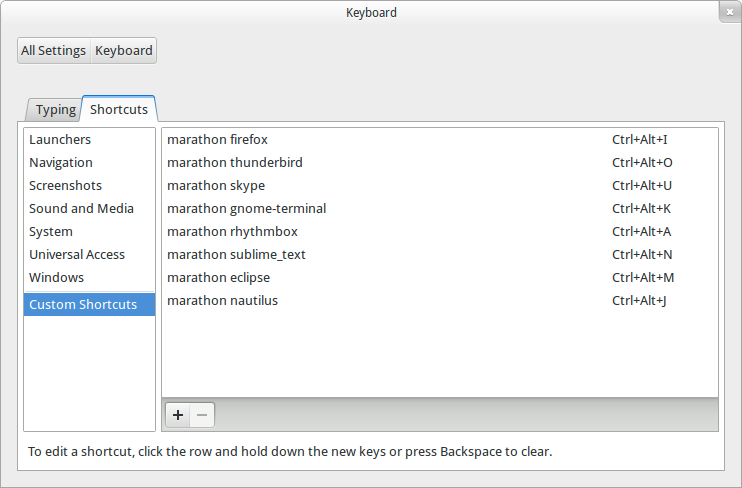 Keyboard
All Settings Keyboard
Typing Shortcuts
Launchers
Navigation
Screenshots
Sound and Media
System
Universal Access
Windows
Custom Shortcuts
marathon firefox Ctrl+Alt+I
marathon thunderbird Ctrl+Alt+O
marathon skype Ctrl+Alt+U
marathon gnome-terminal Ctrl+Alt+K
marathon rhythmbox Ctrl+Alt+A
marathon sublime_text Ctrl+Alt+N
marathon eclipse Ctrl+Alt+M
marathon nautilus Ctrl+Alt+J
To edit a shortcut, click the row and hold down the new keys or press Backspace to clear.